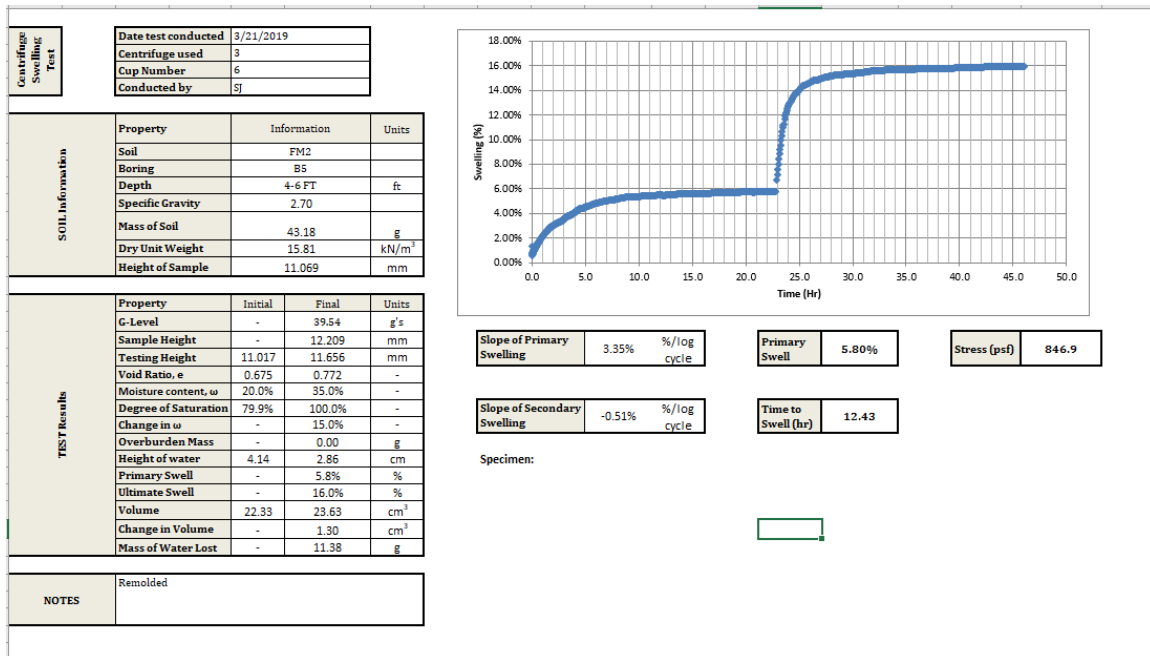 Centrifuge
Swelling
Test
Date test conducted 3/21/2019
Centrifuge used 3
Cup Number 6
Conducted by SJ
SOIL Information
Property Information Units
Soil FM2
Boring B5
Depth 4-6 FT ft
Specific Gravity 2.70
Mass of Soil 43.18 g
Dry Unit Weight 15.81 kN/m³
Height of Sample 11.069 mm
TEST Results
Property Initial Final Units
G-Level - 39.54 g's
Sample Height - 12.209 mm
Testing Height 11.017 11.656 mm
Void Ratio, e 0.675 0.772 -
Moisture content, ω 20.0% 35.0% -
Degree of Saturation 79.9% 100.0% -
Change in ω - 15.0% -
Overburden Mass - 0.00 g
Height of water 4.14 2.86 cm
Primary Swell - 5.8% %
Ultimate Swell - 16.0% %
Volume 22.33 23.63 cm³
Change in Volume - 1.30 cm³
Mass of Water Lost - 11.38 g
NOTES
Remolded
18.00%
16.00%
14.00%
12.00%
10.00%
8.00%
6.00%
4.00%
2.00%
0.00%
Swelling (%)
0.0 5.0 10.0 15.0 20.0 25.0 30.0 35.0 40.0 45.0 50.0
Time (Hr)
Slope of Primary
Swelling
3.35%
%/log
cycle
Primary
Swell
5.80%
Stress (psf) 846.9
Slope of Secondary
Swelling
-0.51%
%/log
cycle
Time to
Swell (hr)
12.43
Specimen: